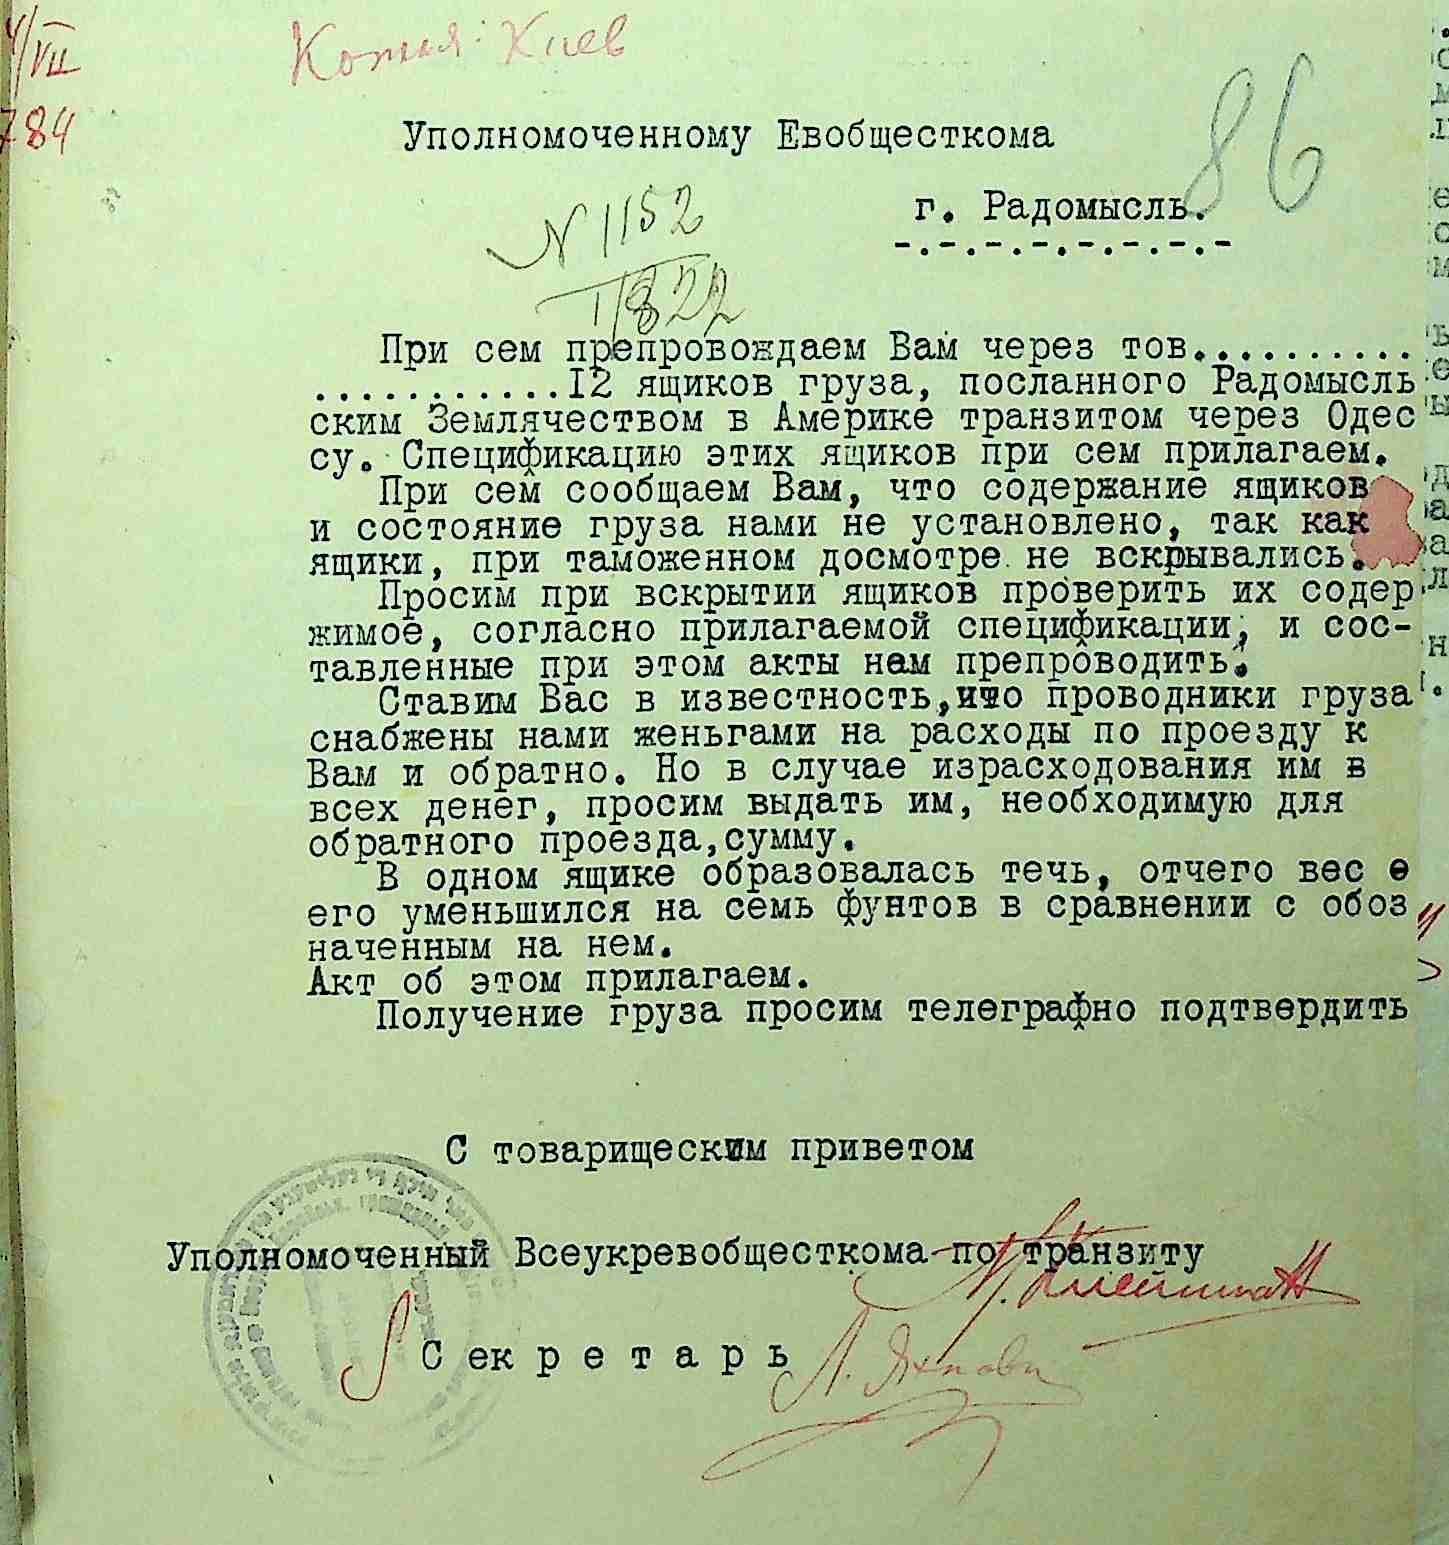 /VII
784
Копия: Киев
86
Уполномоченному Евобщесткома
г. Радомысль.
-.-.-.-.-.-.-.-
N 1152
1/8 22
При сем препровождаем Вам через тов..........
...........12 ящиков груза, посланного Радомысль
ским Землячеством в Америке транзитом через Одес
су. Спецификацию этих ящиков при сем прилагаем.
При сем сообщаем Вам, что содержание ящиков
и состояние груза нами не установлено, так как
ящики, при таможенном досмотре не вскрывались.
Просим при вскрытии ящиков проверить их содер
жимое, согласно прилагаемой спецификации, и сос-
тавленные при этом акты нам препроводить.
Ставим Вас в известность,что проводники груза
снабжены нами женьгами на расходы по проезду к
Вам и обратно. Но в случае израсходования им в
всех денег, просим выдать им, необходимую для
обратного проезда,сумму.
В одном ящике образовалась течь, отчего вес е
его уменьшился на семь фунтов в сравнении с обоз
наченным на нем.
Акт об этом прилагаем.
Получение груза просим телеграфно подтвердить
С товарищеским приветом
Уполномоченный Всеукревобщесткома по транзиту
Секретарь